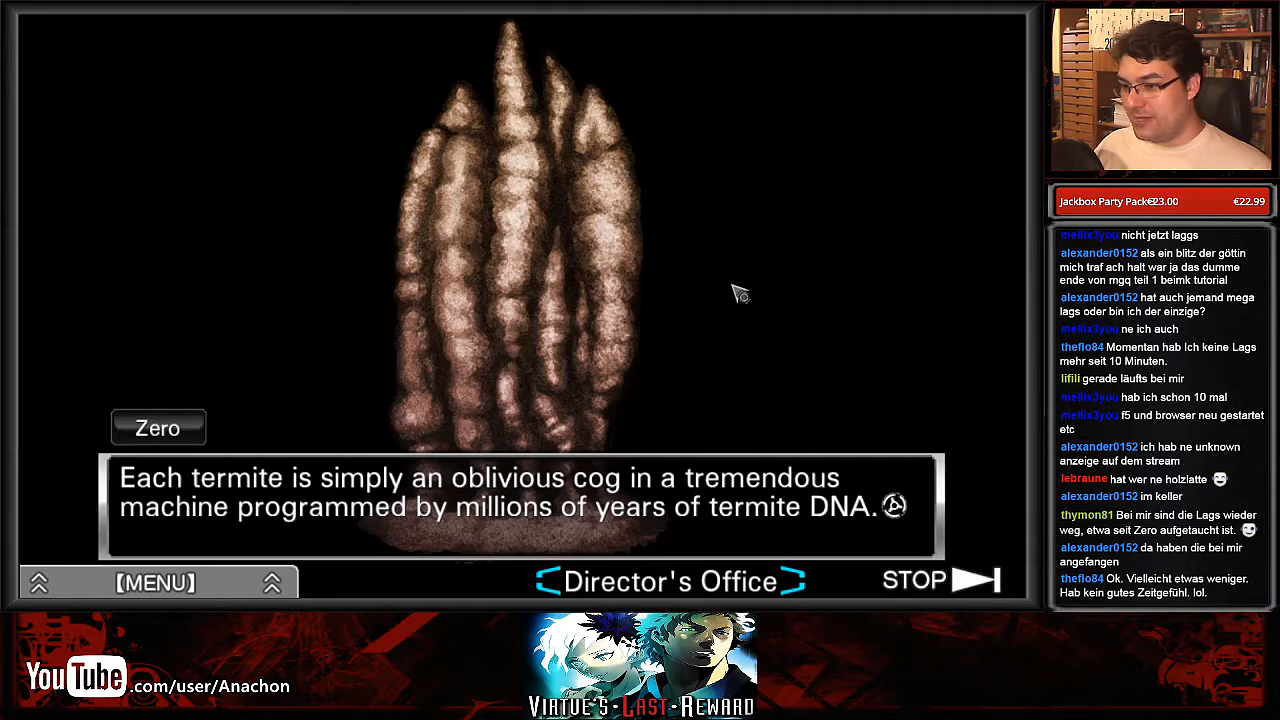 Zero
Each termite is simply an oblivious cog in a tremendous
machine programmed by millions of years of termite DNA.
【MENU】
Director's Office
STOP
Jackbox Party Pack €23.00
€22.99
mellix3you nicht jetzt laggs
alexander0152 als ein blitz der göttin
mich traf ach halt war ja das dumme
ende von mgq teil 1 beimk tutorial
alexander0152 hat auch jemand mega
lags oder bin ich der einzige?
mellix3you ne ich auch
theflo84 Momentan hab Ich keine Lags
mehr seit 10 Minuten.
lifili gerade läufts bei mir
mellix3you hab ich schon 10 mal
mellix3you f5 und browser neu gestartet
etc
alexander0152 ich hab ne unknown
anzeige auf dem stream
lebraune hat wer ne holzlatte
alexander0152 im keller
thymon81 Bei mir sind die Lags wieder
weg, etwa seit Zero aufgetaucht ist.
alexander0152 da haben die bei mir
angefangen
theflo84 Ok. Vielleicht etwas weniger.
Hab kein gutes Zeitgefühl. lol.
YouTube.com/user/Anachon
VIRTUE'S LAST REWARD